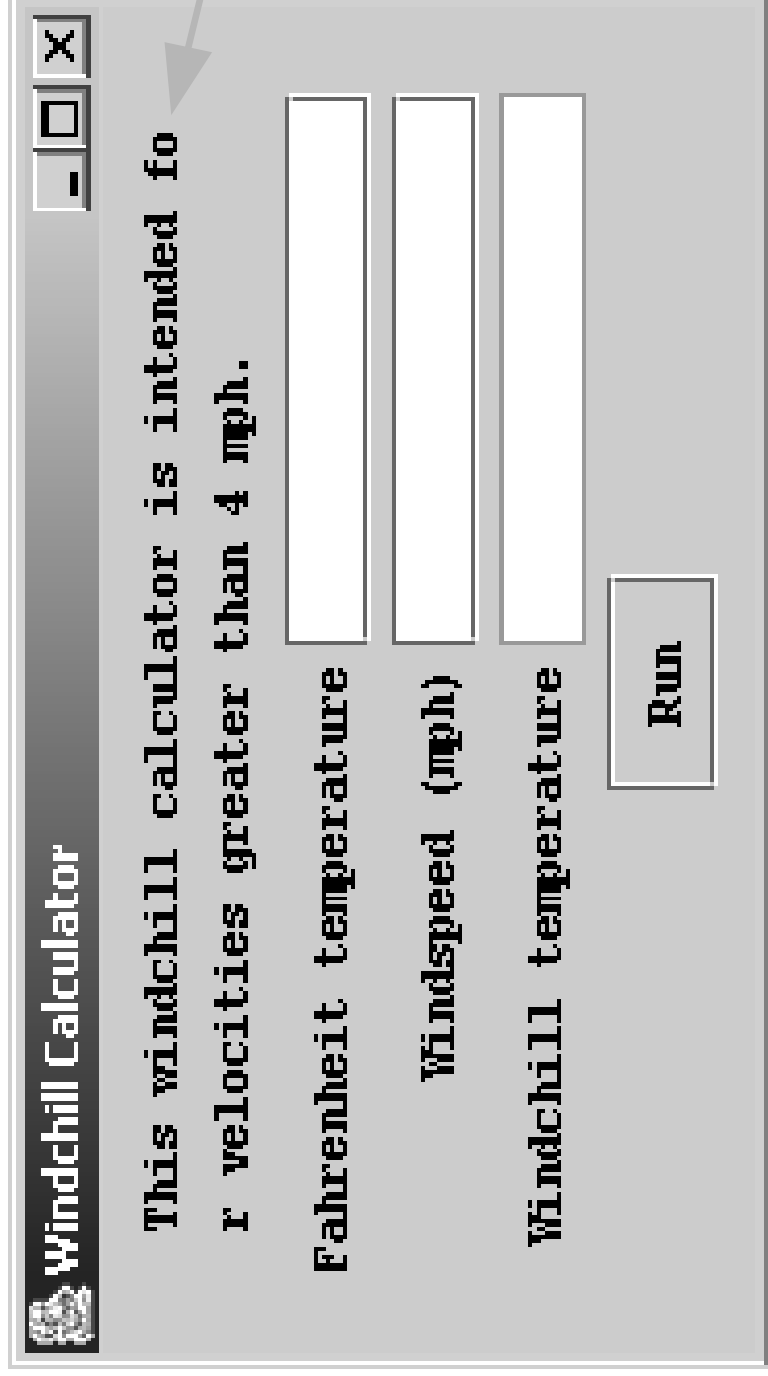 Windchill Calculator
This windchill calculator is intended fo
r velocities greater than 4 mph.
Fahrenheit temperature
Windspeed (mph)
Windchill temperature
Run